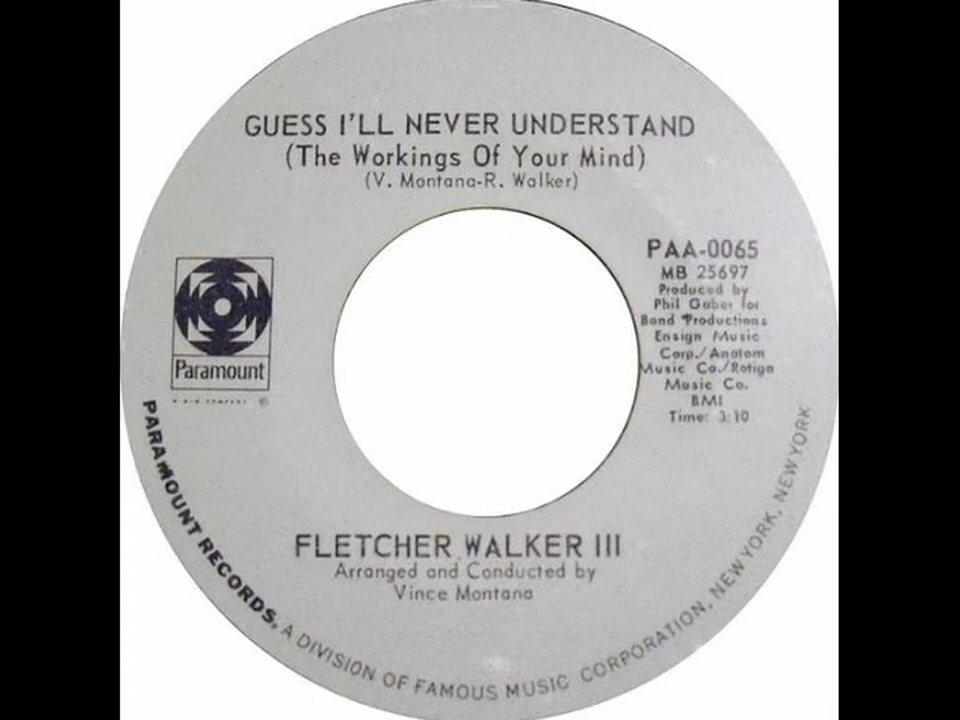 GUESS I'LL NEVER UNDERSTAND
(The Workings Of Your Mind)
(V. Montana-R. Walker)
PAA-0065
MB 25697
Produced by
Phil Gaber for
Band Productions
Ensign Music
Corp./Anatom
Music Co./Rotiga
Music Co.
BMI
Time: 3:10
Paramount
FLETCHER WALKER III
Arranged and Conducted by
Vince Montana
PARAMOUNT RECORDS, A DIVISION OF FAMOUS MUSIC CORPORATION, NEW YORK, NEW YORK